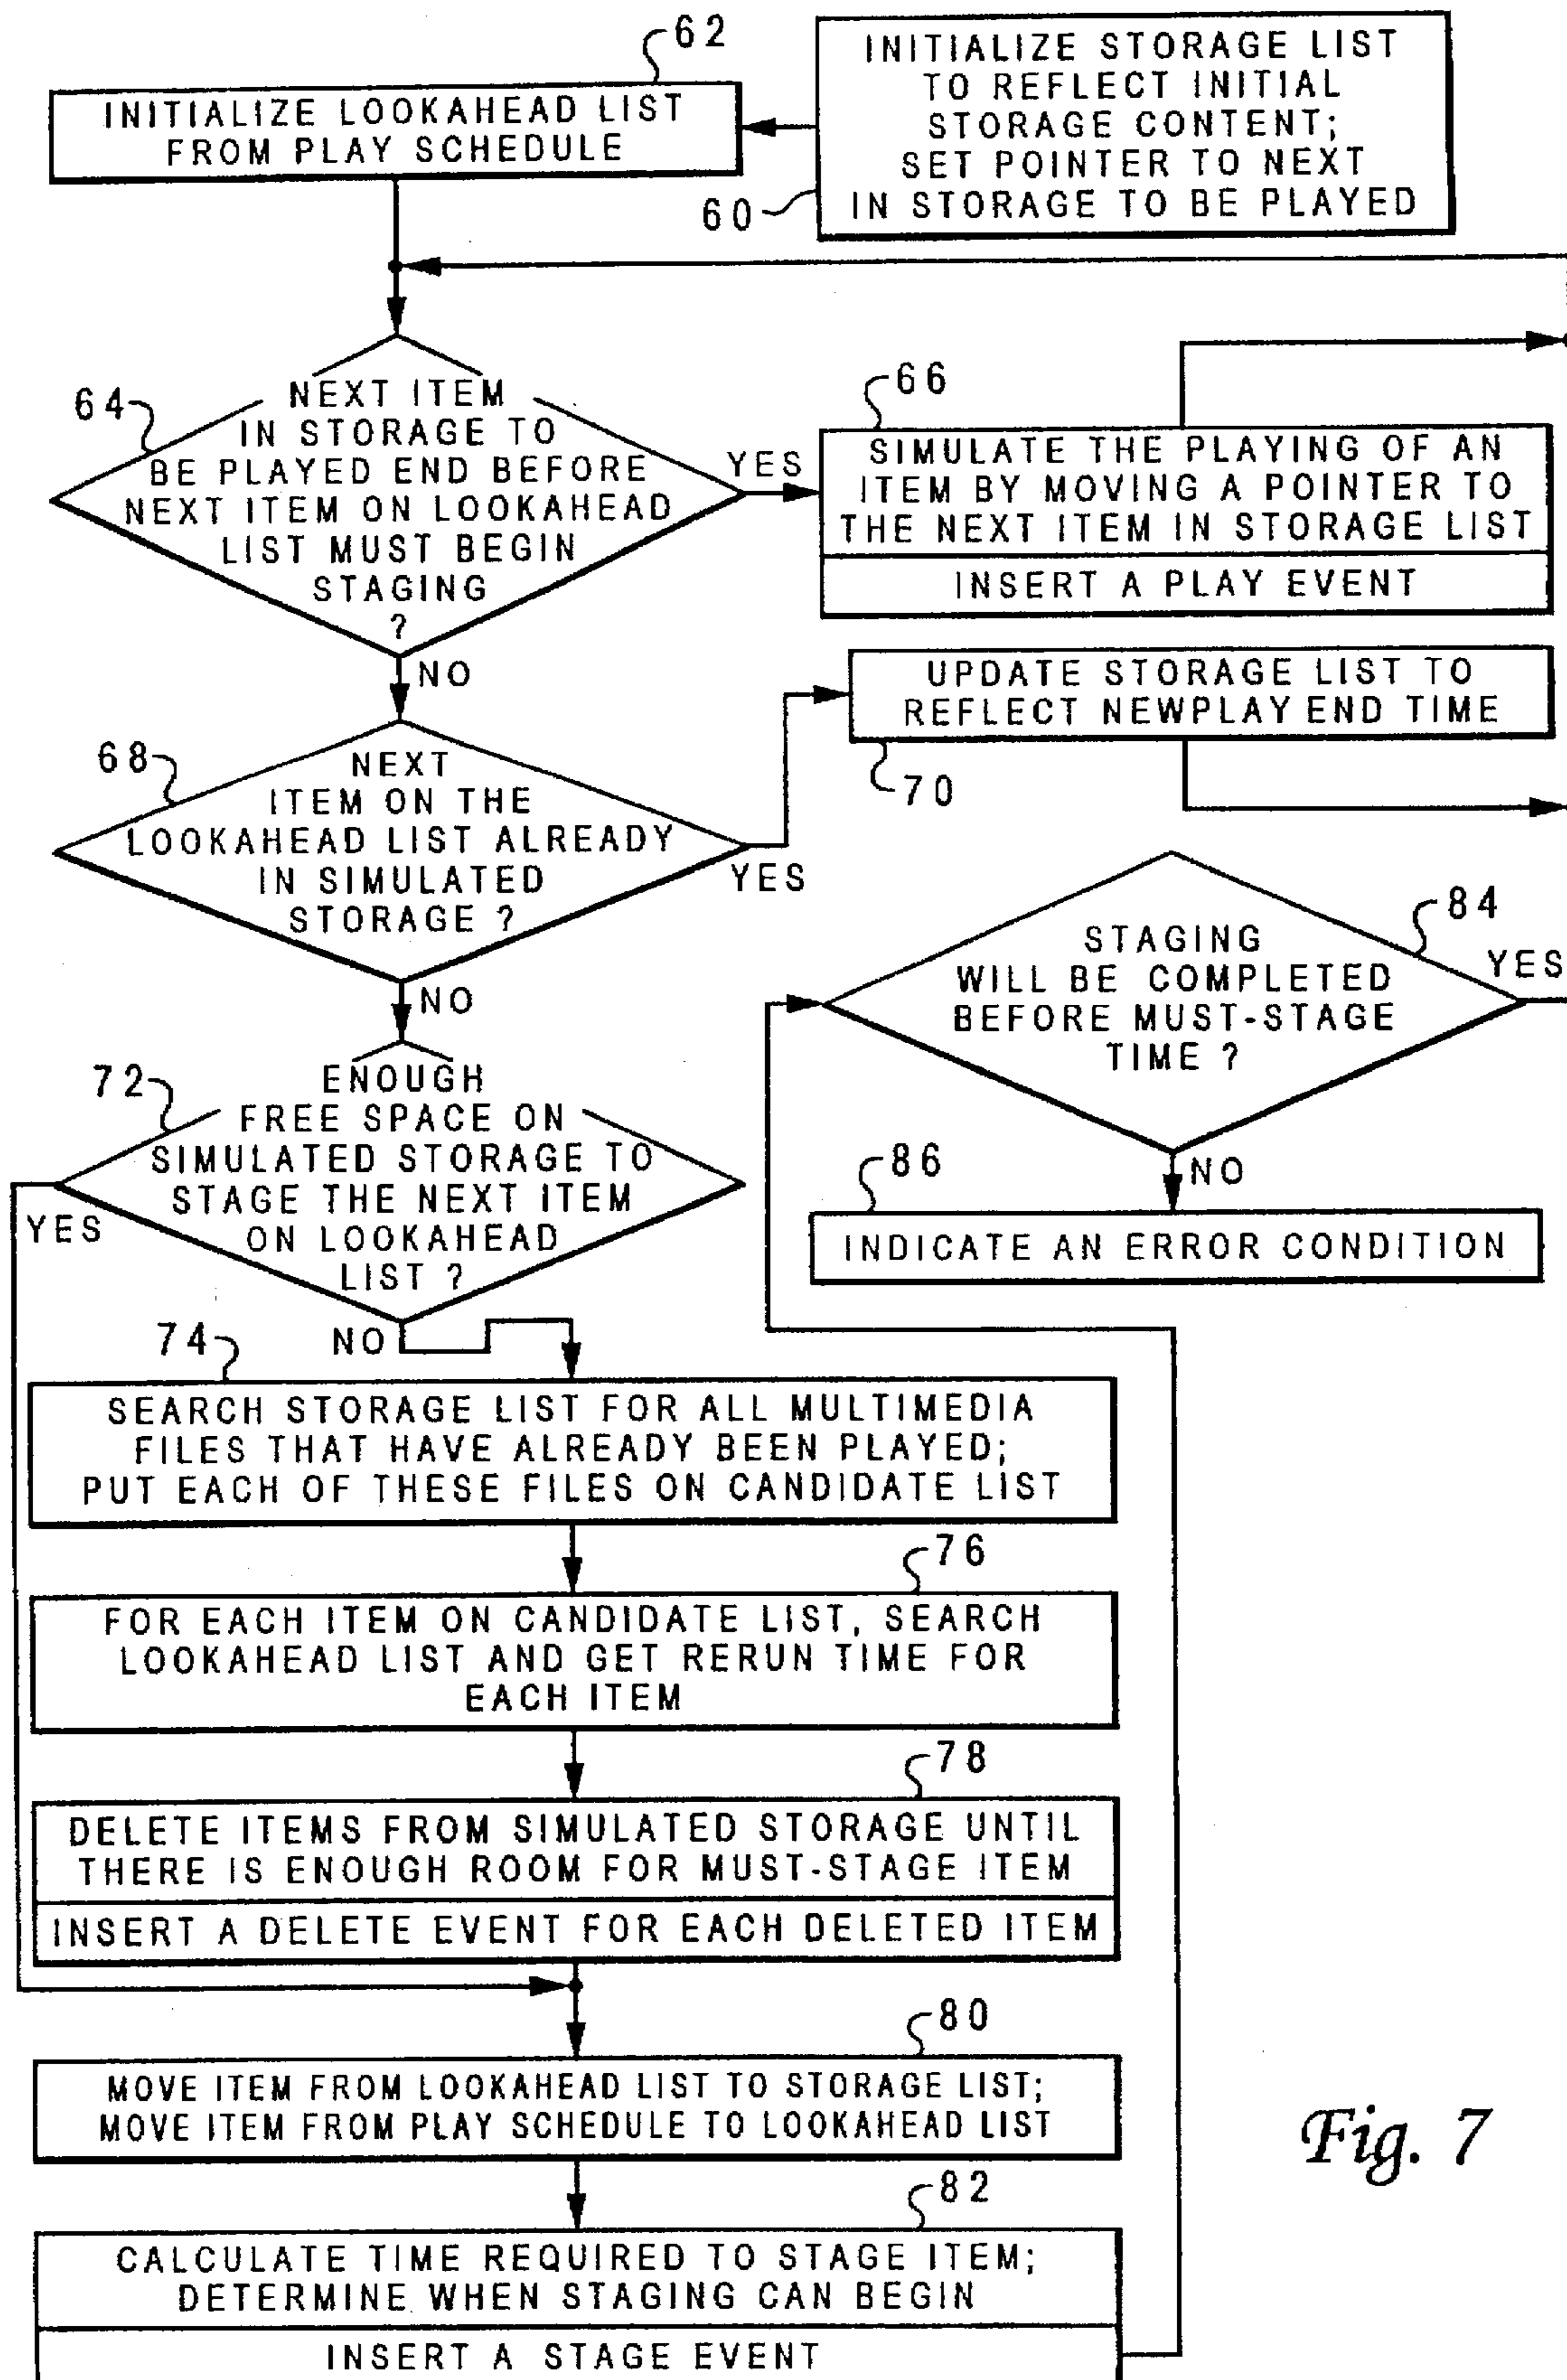 62
INITIALIZE LOOKAHEAD LIST
FROM PLAY SCHEDULE
INITIALIZE STORAGE LIST
TO REFLECT INITIAL
STORAGE CONTENT;
SET POINTER TO NEXT
IN STORAGE TO BE PLAYED
60
64
NEXT ITEM
IN STORAGE TO
BE PLAYED END BEFORE
NEXT ITEM ON LOOKAHEAD
LIST MUST BEGIN
STAGING
?
YES
NO
66
SIMULATE THE PLAYING OF AN
ITEM BY MOVING A POINTER TO
THE NEXT ITEM IN STORAGE LIST
INSERT A PLAY EVENT
UPDATE STORAGE LIST TO
REFLECT NEWPLAY END TIME
70
68
NEXT
ITEM ON THE
LOOKAHEAD LIST ALREADY
IN SIMULATED
STORAGE ?
YES
NO
84
STAGING
WILL BE COMPLETED
BEFORE MUST-STAGE
TIME ?
YES
NO
86
INDICATE AN ERROR CONDITION
72
ENOUGH
FREE SPACE ON
SIMULATED STORAGE TO
STAGE THE NEXT ITEM
ON LOOKAHEAD
LIST ?
YES
NO
74
SEARCH STORAGE LIST FOR ALL MULTIMEDIA
FILES THAT HAVE ALREADY BEEN PLAYED;
PUT EACH OF THESE FILES ON CANDIDATE LIST
76
FOR EACH ITEM ON CANDIDATE LIST, SEARCH
LOOKAHEAD LIST AND GET RERUN TIME FOR
EACH ITEM
78
DELETE ITEMS FROM SIMULATED STORAGE UNTIL
THERE IS ENOUGH ROOM FOR MUST-STAGE ITEM
INSERT A DELETE EVENT FOR EACH DELETED ITEM
80
MOVE ITEM FROM LOOKAHEAD LIST TO STORAGE LIST;
MOVE ITEM FROM PLAY SCHEDULE TO LOOKAHEAD LIST
82
CALCULATE TIME REQUIRED TO STAGE ITEM;
DETERMINE WHEN STAGING CAN BEGIN
INSERT A STAGE EVENT
Fig. 7